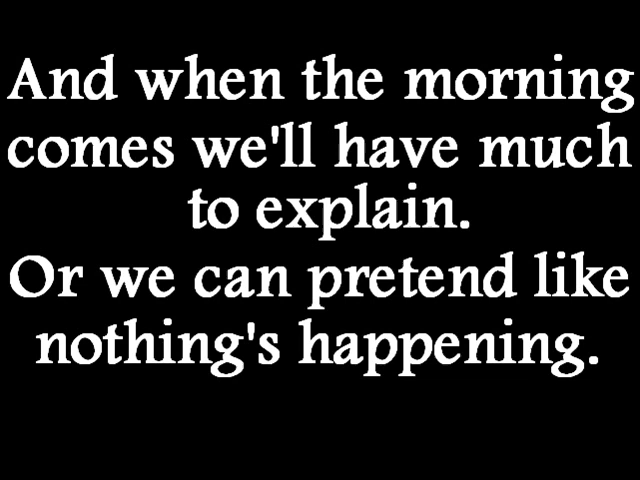 And when the morning
comes we'll have much
to explain.
Or we can pretend like
nothing's happening.